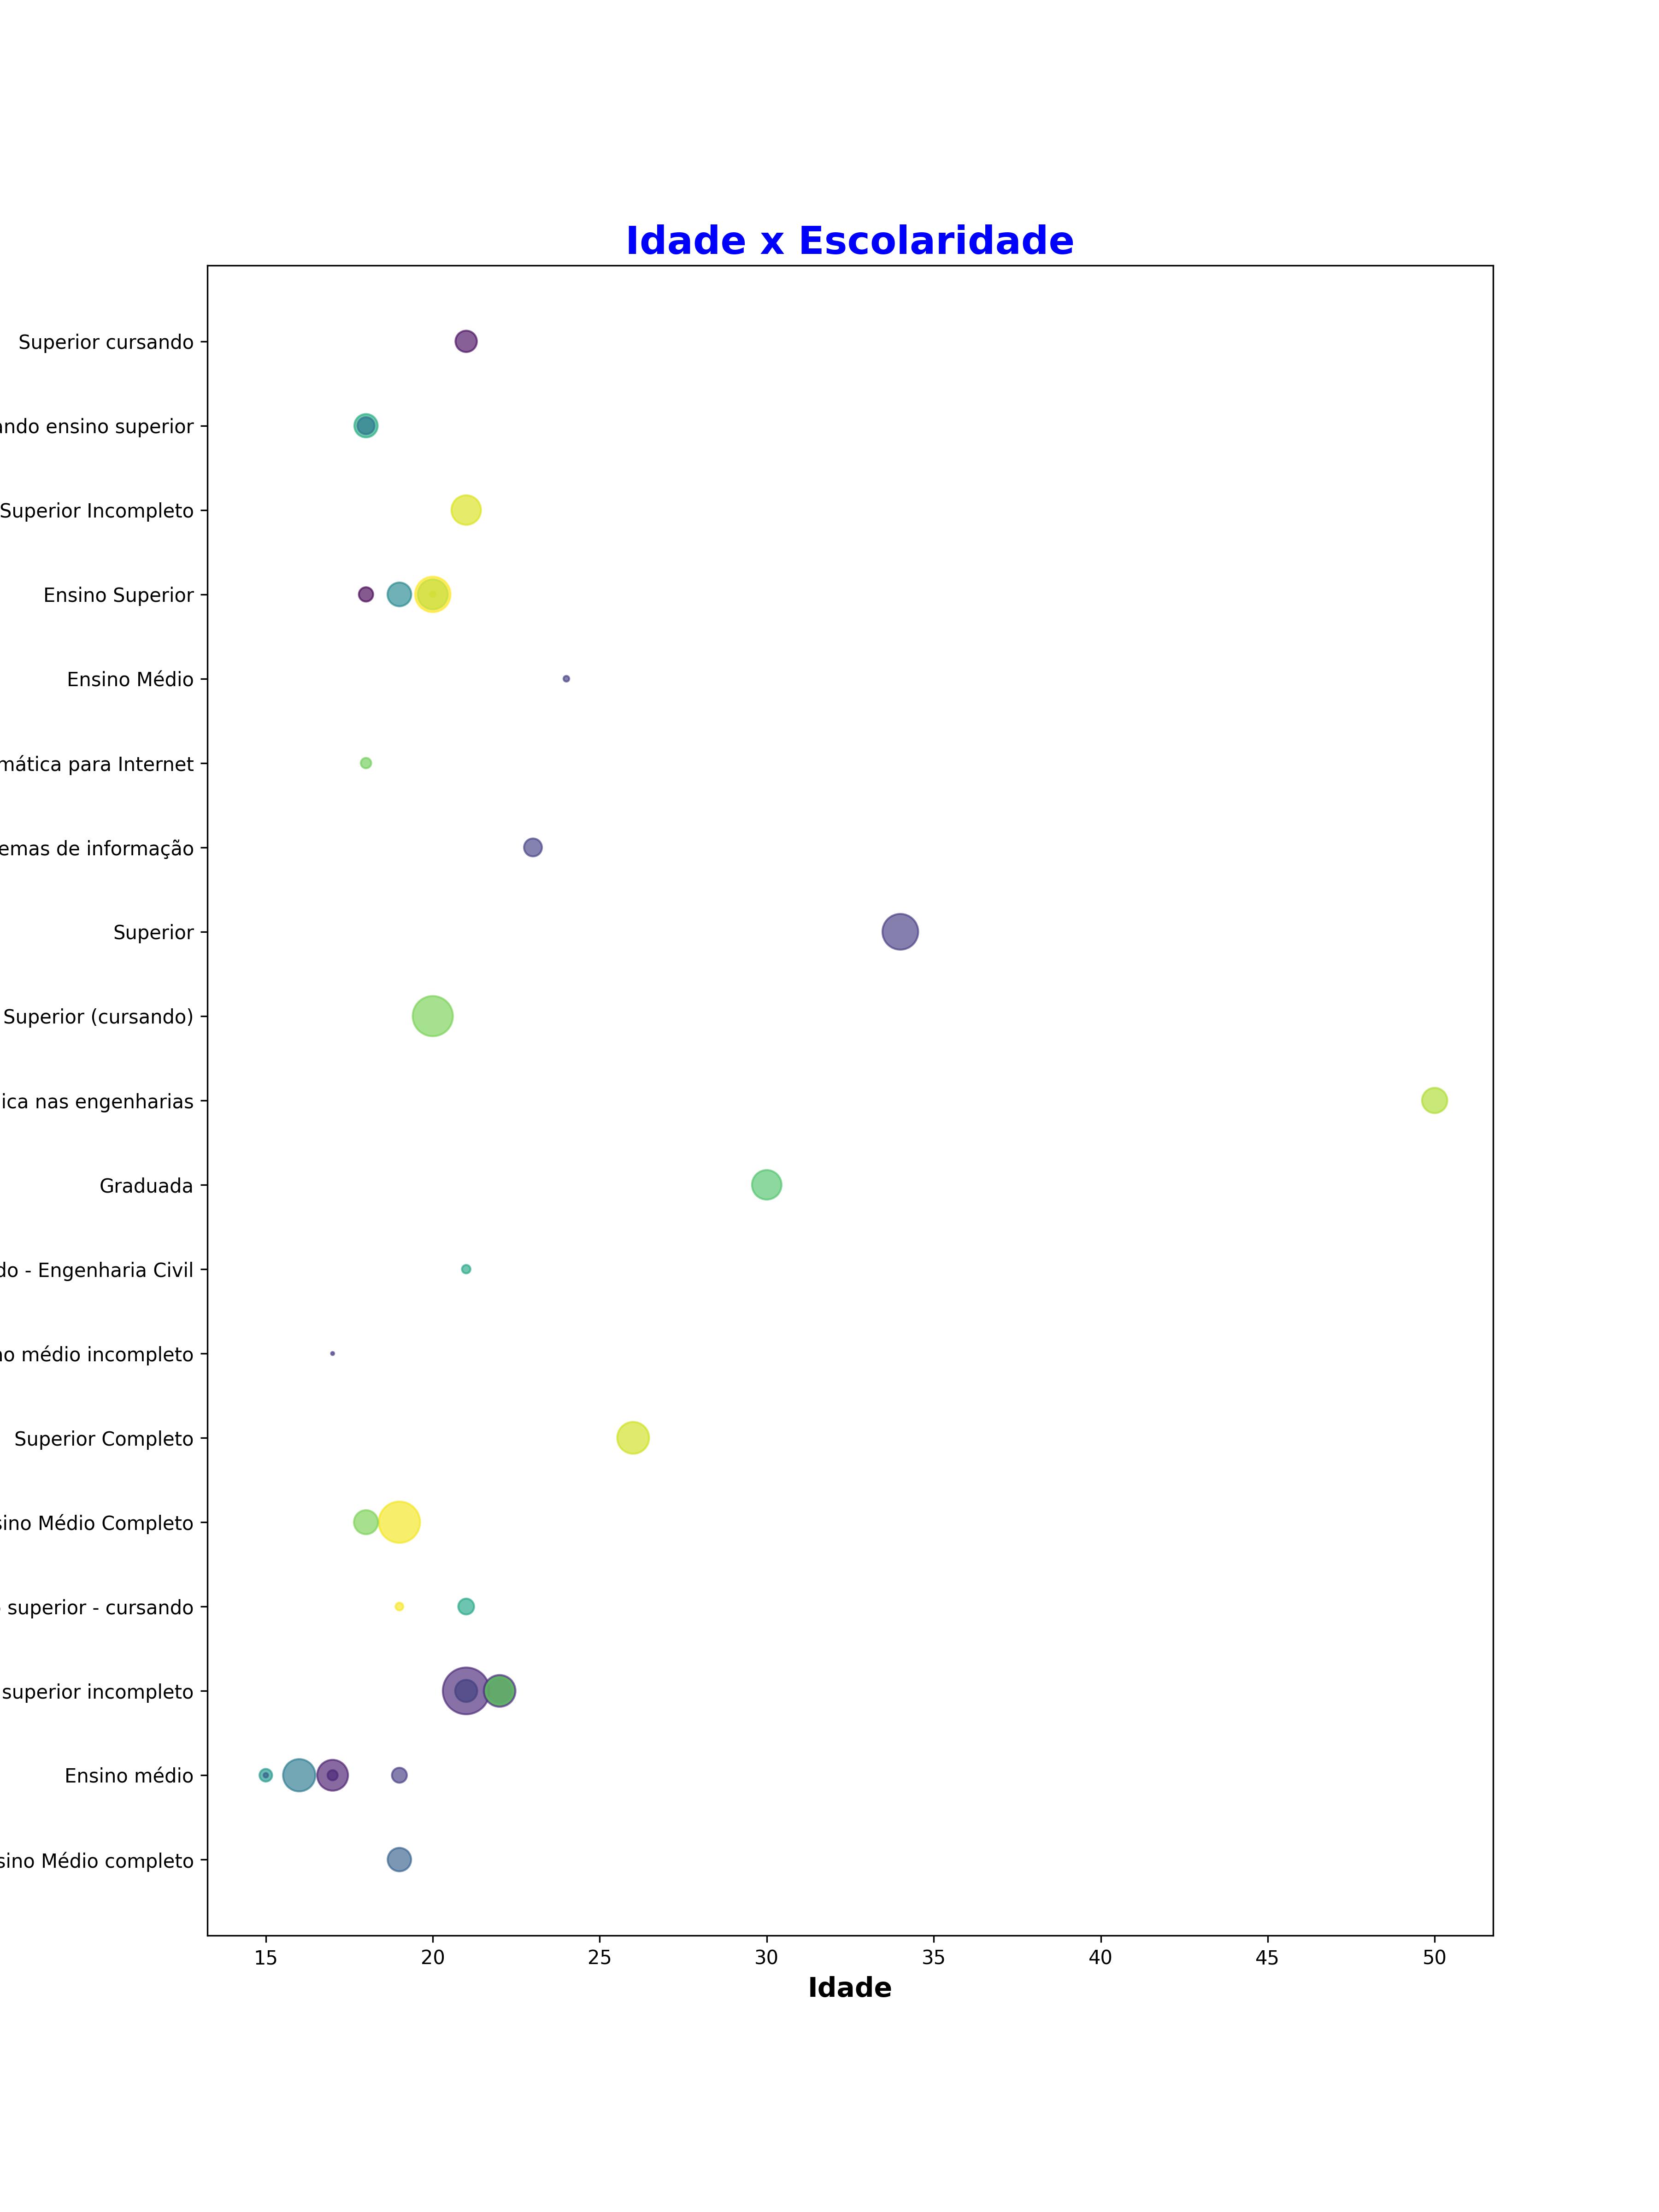 Idade x Escolaridade
Superior cursando
ando ensino superior
Superior Incompleto
Ensino Superior
Ensino Médio
mática para Internet
emas de informação
Superior
Superior (cursando)
ica nas engenharias
Graduada
do - Engenharia Civil
no médio incompleto
Superior Completo
sino Médio Completo
superior - cursando
superior incompleto
Ensino médio
sino Médio completo
15 20 25 30 35 40 45 50
Idade